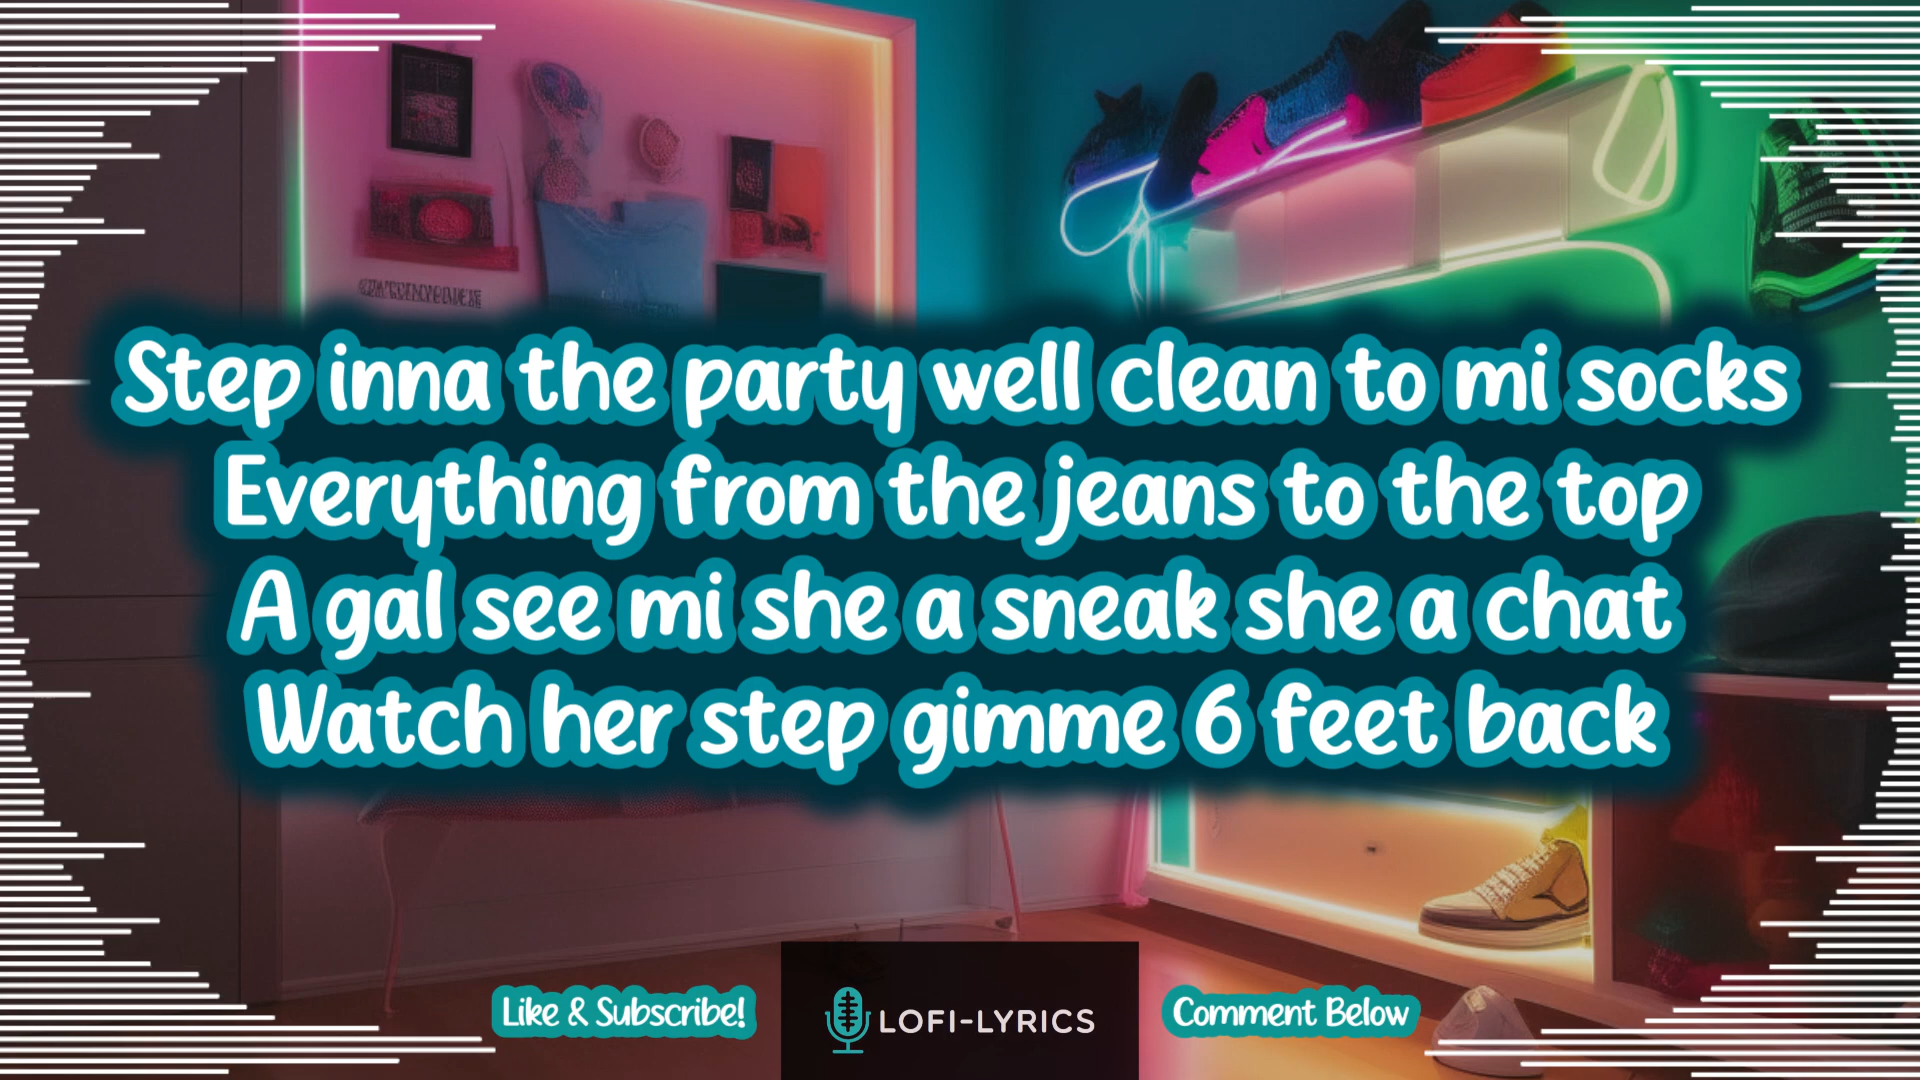 Step inna the party well clean to mi socks
Everything from the jeans to the top
A gal see mi she a sneak she a chat
Watch her step gimme 6 feet back
Like & Subscribe!
LOFI-LYRICS
Comment Below